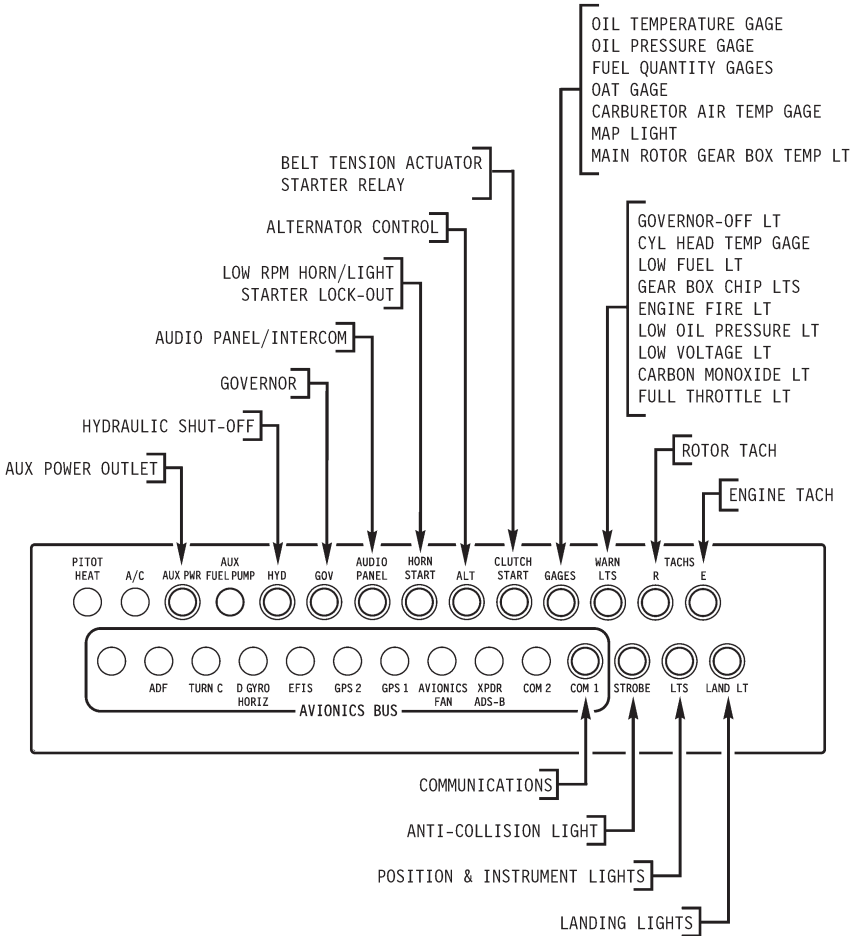 OIL TEMPERATURE GAGE
OIL PRESSURE GAGE
FUEL QUANTITY GAGES
OAT GAGE
CARBURETOR AIR TEMP GAGE
MAP LIGHT
MAIN ROTOR GEAR BOX TEMP LT
BELT TENSION ACTUATOR
STARTER RELAY
GOVERNOR-OFF LT
CYL HEAD TEMP GAGE
LOW FUEL LT
GEAR BOX CHIP LTS
ENGINE FIRE LT
LOW OIL PRESSURE LT
LOW VOLTAGE LT
CARBON MONOXIDE LT
FULL THROTTLE LT
ALTERNATOR CONTROL
LOW RPM HORN/LIGHT
STARTER LOCK-OUT
AUDIO PANEL/INTERCOM
GOVERNOR
HYDRAULIC SHUT-OFF
AUX POWER OUTLET
ROTOR TACH
ENGINE TACH
PITOT
HEAT
A/C
AUX PWR
AUX
FUEL PUMP
HYD
GOV
AUDIO
PANEL
HORN
START
ALT
CLUTCH
START
GAGES
WARN
LTS
TACHS
R
E
ADF
TURN C
D GYRO
HORIZ
EFIS
GPS 2
GPS 1
AVIONICS
FAN
XPDR
ADS-B
COM 2
COM 1
STROBE
LTS
LAND LT
AVIONICS BUS
COMMUNICATIONS
ANTI-COLLISION LIGHT
POSITION & INSTRUMENT LIGHTS
LANDING LIGHTS